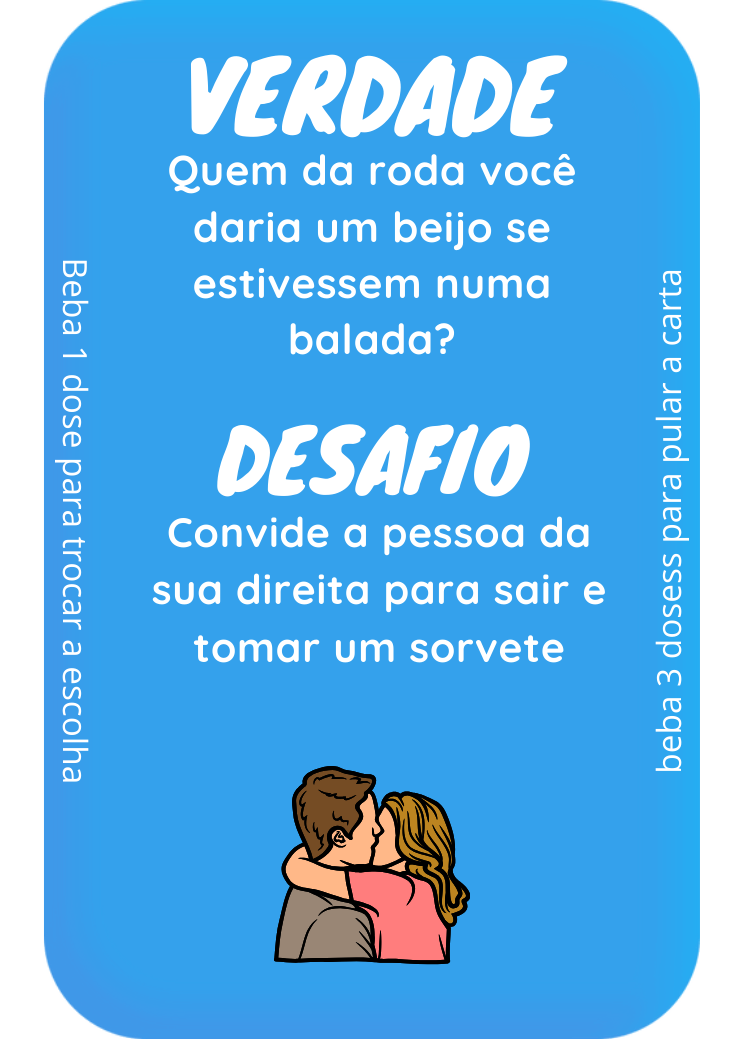 VERDADE
Quem da roda você
daria um beijo se
estivessem numa
balada?
DESAFIO
Convide a pessoa da
sua direita para sair e
tomar um sorvete
Beba 1 dose para trocar a escolha
beba 3 dosess para pular a carta